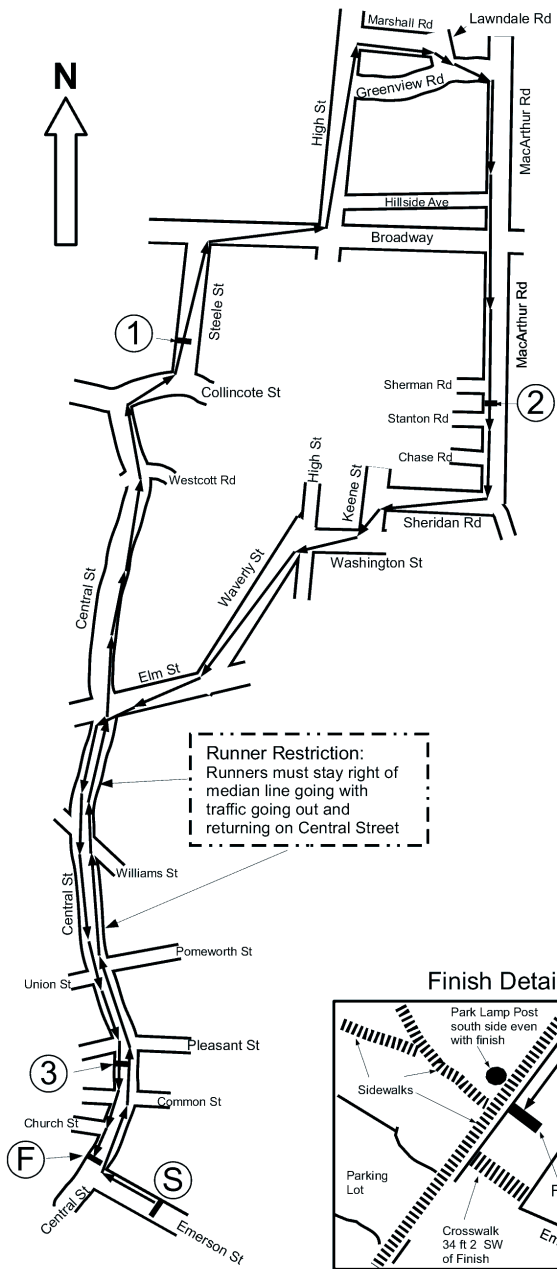 Marshall Rd
Lawndale Rd
N
Greenview Rd
High St
MacArthur Rd
Hillside Ave
Broadway
Steele St
MacArthur Rd
1
Sherman Rd
2
Collincote St
Stanton Rd
High St
Chase Rd
Westcott Rd
Keene St
Sheridan Rd
Washington St
Central St
Waverly St
Elm St
Runner Restriction:
Runners must stay right of
median line going with
traffic going out and
returning on Central Street
Williams St
Central St
Pomeworth St
Union St
Pleasant St
3
Common St
Church St
F
S
Central St
Emerson St
Finish Detai
Park Lamp Post
south side even
with finish
Sidewalks
Parking
Lot
F
Crosswalk
34 ft 2 SW
of Finish